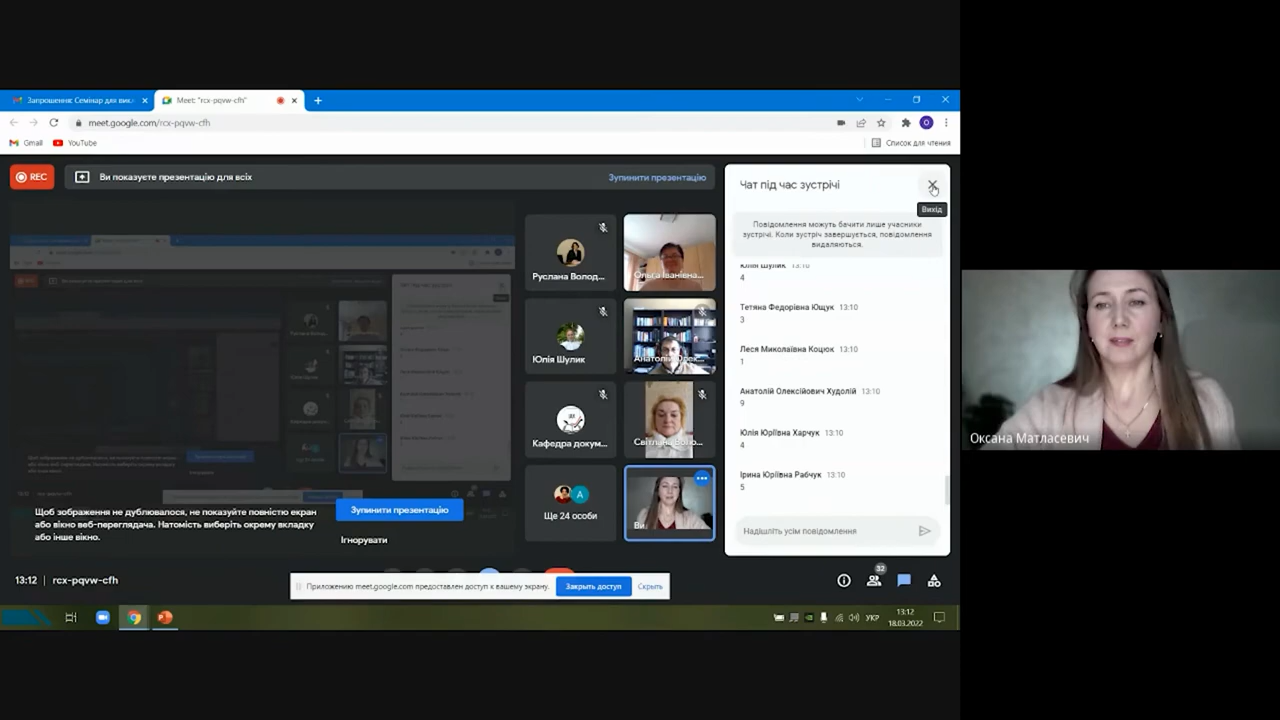 Запрошення: Семінар для викл
Meet: "rcx-pqvw-cfh"
meet.google.com/rcx-pqvw-cfh
Gmail
YouTube
Список для чтения
REC
Ви показуєте презентацію для всіх
Зупинити презентацію
Чат під час зустрічі
Вихід
Повідомлення можуть бачити лише учасники
зустрічі. Коли зустріч завершується, повідомлення
видаляються.
Юлія Шулик 13:10
4
Тетяна Федорівна Ющук 13:10
3
Леся Миколаївна Коцюк 13:10
1
Анатолій Олексійович Худолій 13:10
9
Юлія Юріївна Харчук 13:10
4
Ірина Юріївна Рабчук 13:10
5
Надішліть усім повідомлення
Руслана Волод...
Ольга Іванівна...
Юлія Шулик
Анатолій Олек...
Кафедра докум...
Світлана Воло...
Ще 24 особи
А
Ви
Щоб зображення не дублювалося, не показуйте повністю екран
або вікно веб-переглядача. Натомість виберіть окрему вкладку
або інше вікно.
Зупинити презентацію
Ігнорувати
13:12 | rcx-pqvw-cfh
Приложению meet.google.com предоставлен доступ к вашему экрану.
Закрыть доступ
Скрыть
32
УКР
13:12
18.03.2022
Оксана Матласевич